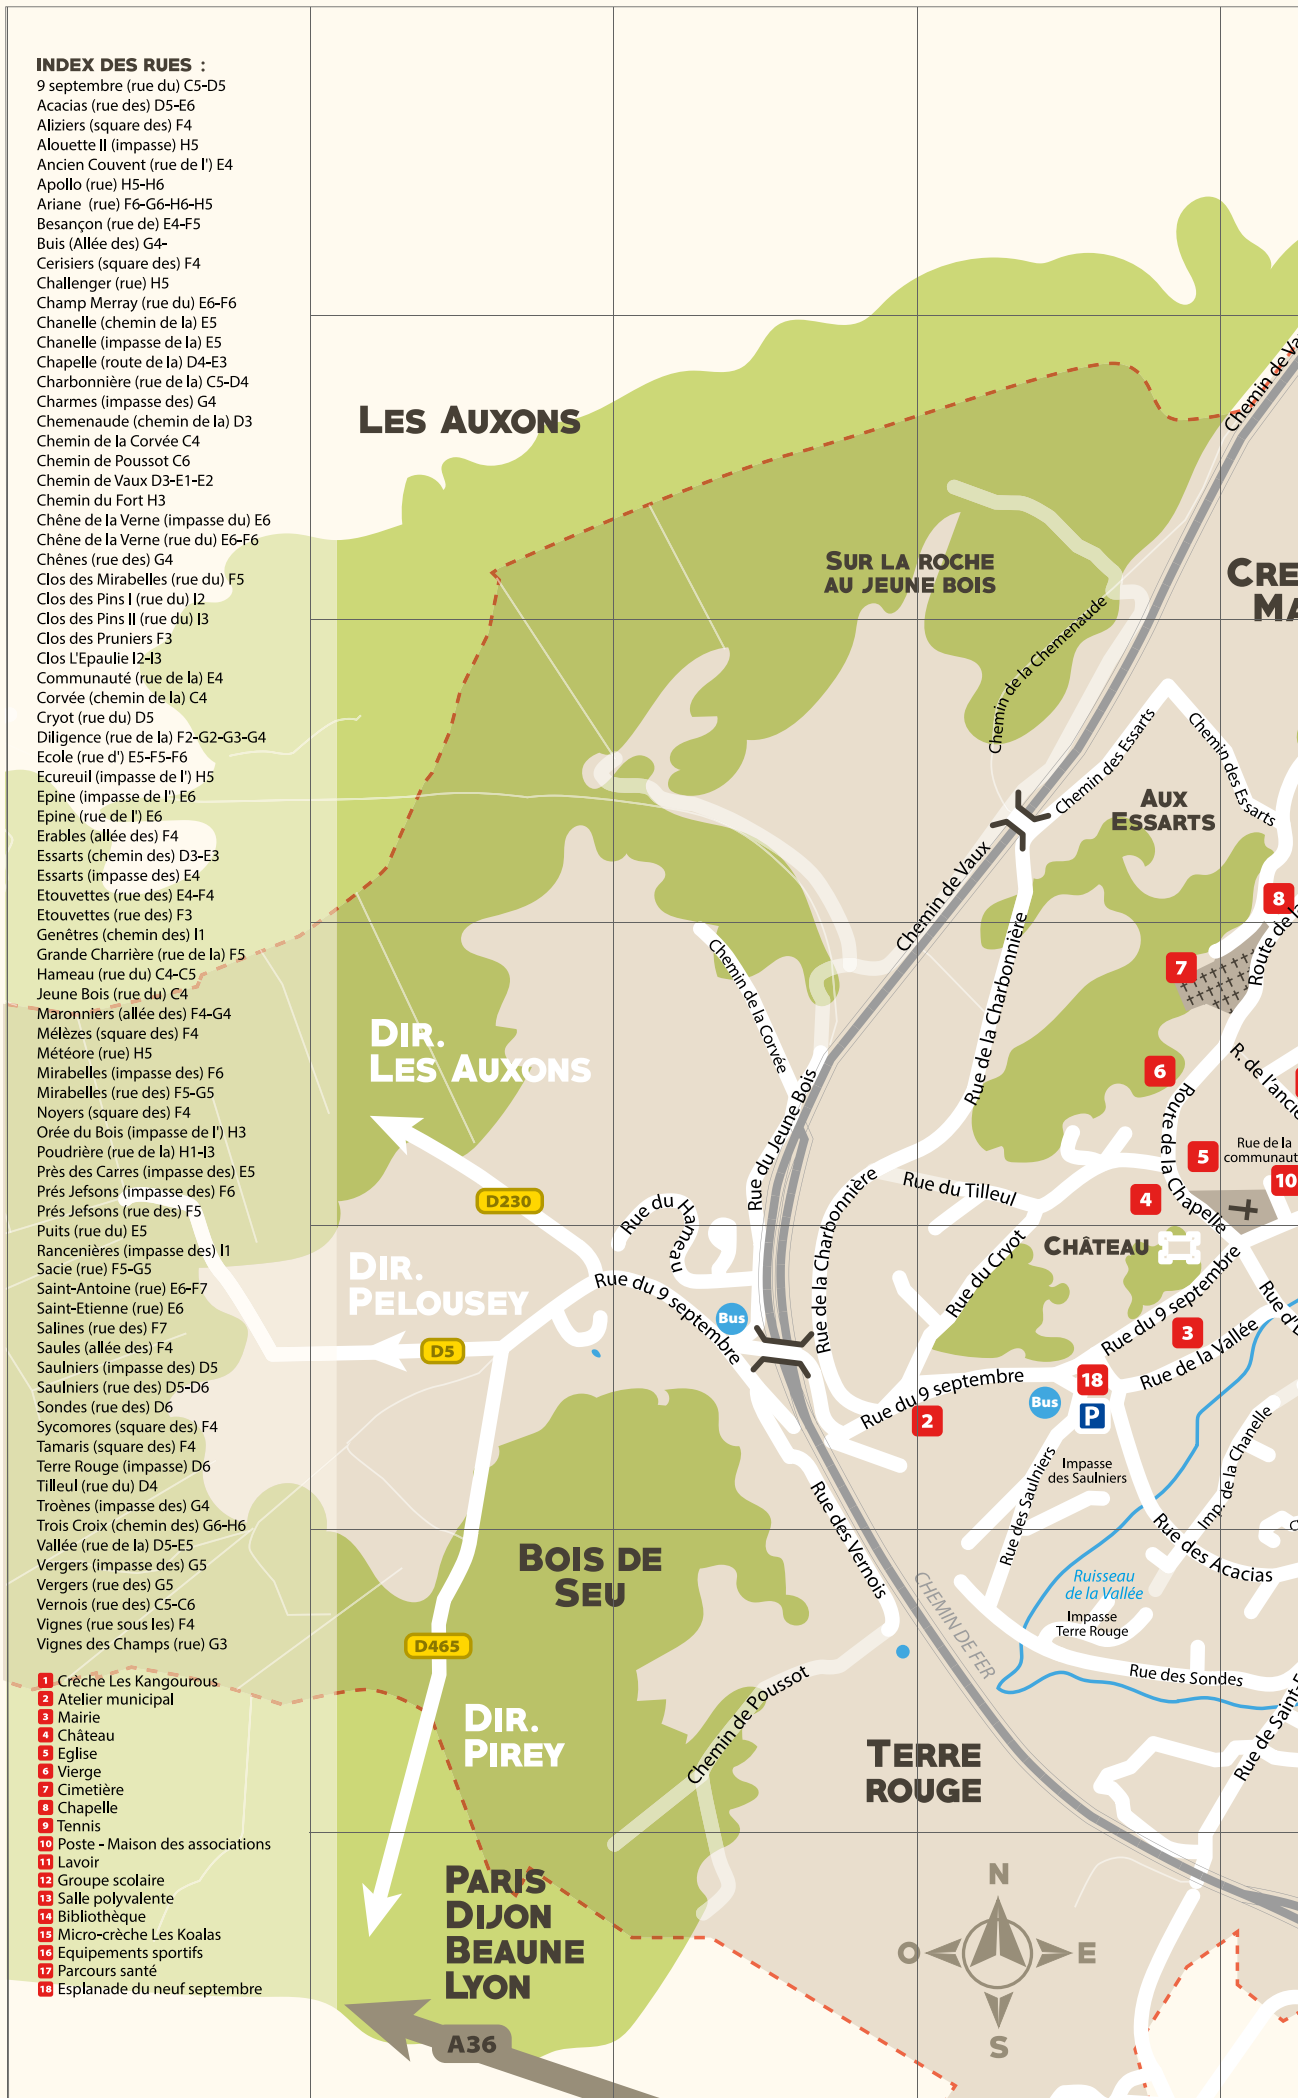 INDEX DES RUES :
9 septembre (rue du) C5-D5
Acacias (rue des) D5-E6
Aliziers (square des) F4
Alouette II (impasse) H5
Ancien Couvent (rue de l') E4
Apollo (rue) H5-H6
Ariane  (rue) F6-G6-H6-H5
Besançon (rue de) E4-F5
Buis (Allée des) G4-
Cerisiers (square des) F4
Challenger (rue) H5
Champ Merray (rue du) E6-F6
Chanelle (chemin de la) E5
Chanelle (impasse de la) E5
Chapelle (route de la) D4-E3
Charbonnière (rue de la) C5-D4
Charmes (impasse des) G4
Chemenaude (chemin de la) D3
Chemin de la Corvée C4
Chemin de Poussot C6
Chemin de Vaux D3-E1-E2
Chemin du Fort H3
Chêne de la Verne (impasse du) E6
Chêne de la Verne (rue du) E6-F6
Chênes (rue des) G4
Clos des Mirabelles (rue du) F5
Clos des Pins I (rue du) I2
Clos des Pins II (rue du) I3
Clos des Pruniers F3
Clos L'Epaulie I2-I3
Communauté (rue de la) E4
Corvée (chemin de la) C4
Cryot (rue du) D5
Diligence (rue de la) F2-G2-G3-G4
Ecole (rue d') E5-F5-F6
Ecureuil (impasse de l') H5
Epine (impasse de l') E6
Epine (rue de l') E6
Erables (allée des) F4
Essarts (chemin des) D3-E3
Essarts (impasse des) E4
Etouvettes (rue des) E4-F4
Etouvettes (rue des) F3
Genêtres (chemin des) I1
Grande Charrière (rue de la) F5
Hameau (rue du) C4-C5
Jeune Bois (rue du) C4
Maronniers (allée des) F4-G4
Mélèzes (square des) F4
Météore (rue) H5
Mirabelles (impasse des) F6
Mirabelles (rue des) F5-G5
Noyers (square des) F4
Orée du Bois (impasse de l') H3
Poudrière (rue de la) H1-I3
Près des Carres (impasse des) E5
Prés Jefsons (impasse des) F6
Prés Jefsons (rue des) F5
Puits (rue du) E5
Rancenières (impasse des) I1
Sacie (rue) F5-G5
Saint-Antoine (rue) E6-F7
Saint-Etienne (rue) E6
Salines (rue des) F7
Saules (allée des) F4
Saulniers (impasse des) D5
Saulniers (rue des) D5-D6
Sondes (rue des) D6
Sycomores (square des) F4
Tamaris (square des) F4
Terre Rouge (impasse) D6
Tilleul (rue du) D4
Troènes (impasse des) G4
Trois Croix (chemin des) G6-H6
Vallée (rue de la) D5-E5
Vergers (impasse des) G5
Vergers (rue des) G5
Vernois (rue des) C5-C6
Vignes (rue sous les) F4
Vignes des Champs (rue) G3
1 Crèche Les Kangourous
2 Atelier municipal
3 Mairie
4 Château
5 Eglise
6 Vierge
7 Cimetière
8 Chapelle
9 Tennis
10 Poste - Maison des associations
11 Lavoir
12 Groupe scolaire
13 Salle polyvalente
14 Bibliothèque
15 Micro-crèche Les Koalas
16 Equipements sportifs
17 Parcours santé
18 Esplanade du neuf septembre
LES AUXONS
Chemin de Va
SUR LA ROCHE
AU JEUNE BOIS
CRE
MA
Chemin de la Chemenaude
Chemin des Essarts
Chemin des Essarts
AUX
ESSARTS
Chemin de Vaux
8
Route de l
7
Chemin de la Corvée
Rue de la Charbonnière
DIR.
LES AUXONS
6
R. de l'ancie
Route de la Chapelle
Rue du Jeune Bois
5
Rue de la
communaut
10
4
D230
Rue du Tilleul
Rue du Hameau
Rue de la Charbonnière
CHÂTEAU
Rue du Cryot
DIR.
PELOUSEY
Rue du 9 septembre
Bus
Rue du 9 septembre
3
Rue d'
Rue de la Vallée
D5
18
Rue du 9 septembre
2
Bus
P
Impasse
des Saulniers
Rue des Saulniers
Imp. de la Chanelle
C
Rue des Vernois
Rue des Acacias
BOIS DE
SEU
CHEMIN DE FER
Ruisseau
de la Vallée
Impasse
Terre Rouge
D465
Rue des Sondes
Chemin de Poussot
Rue de Saint-
DIR.
PIREY
TERRE
ROUGE
PARIS
DIJON
BEAUNE
LYON
N
O
E
S
A36